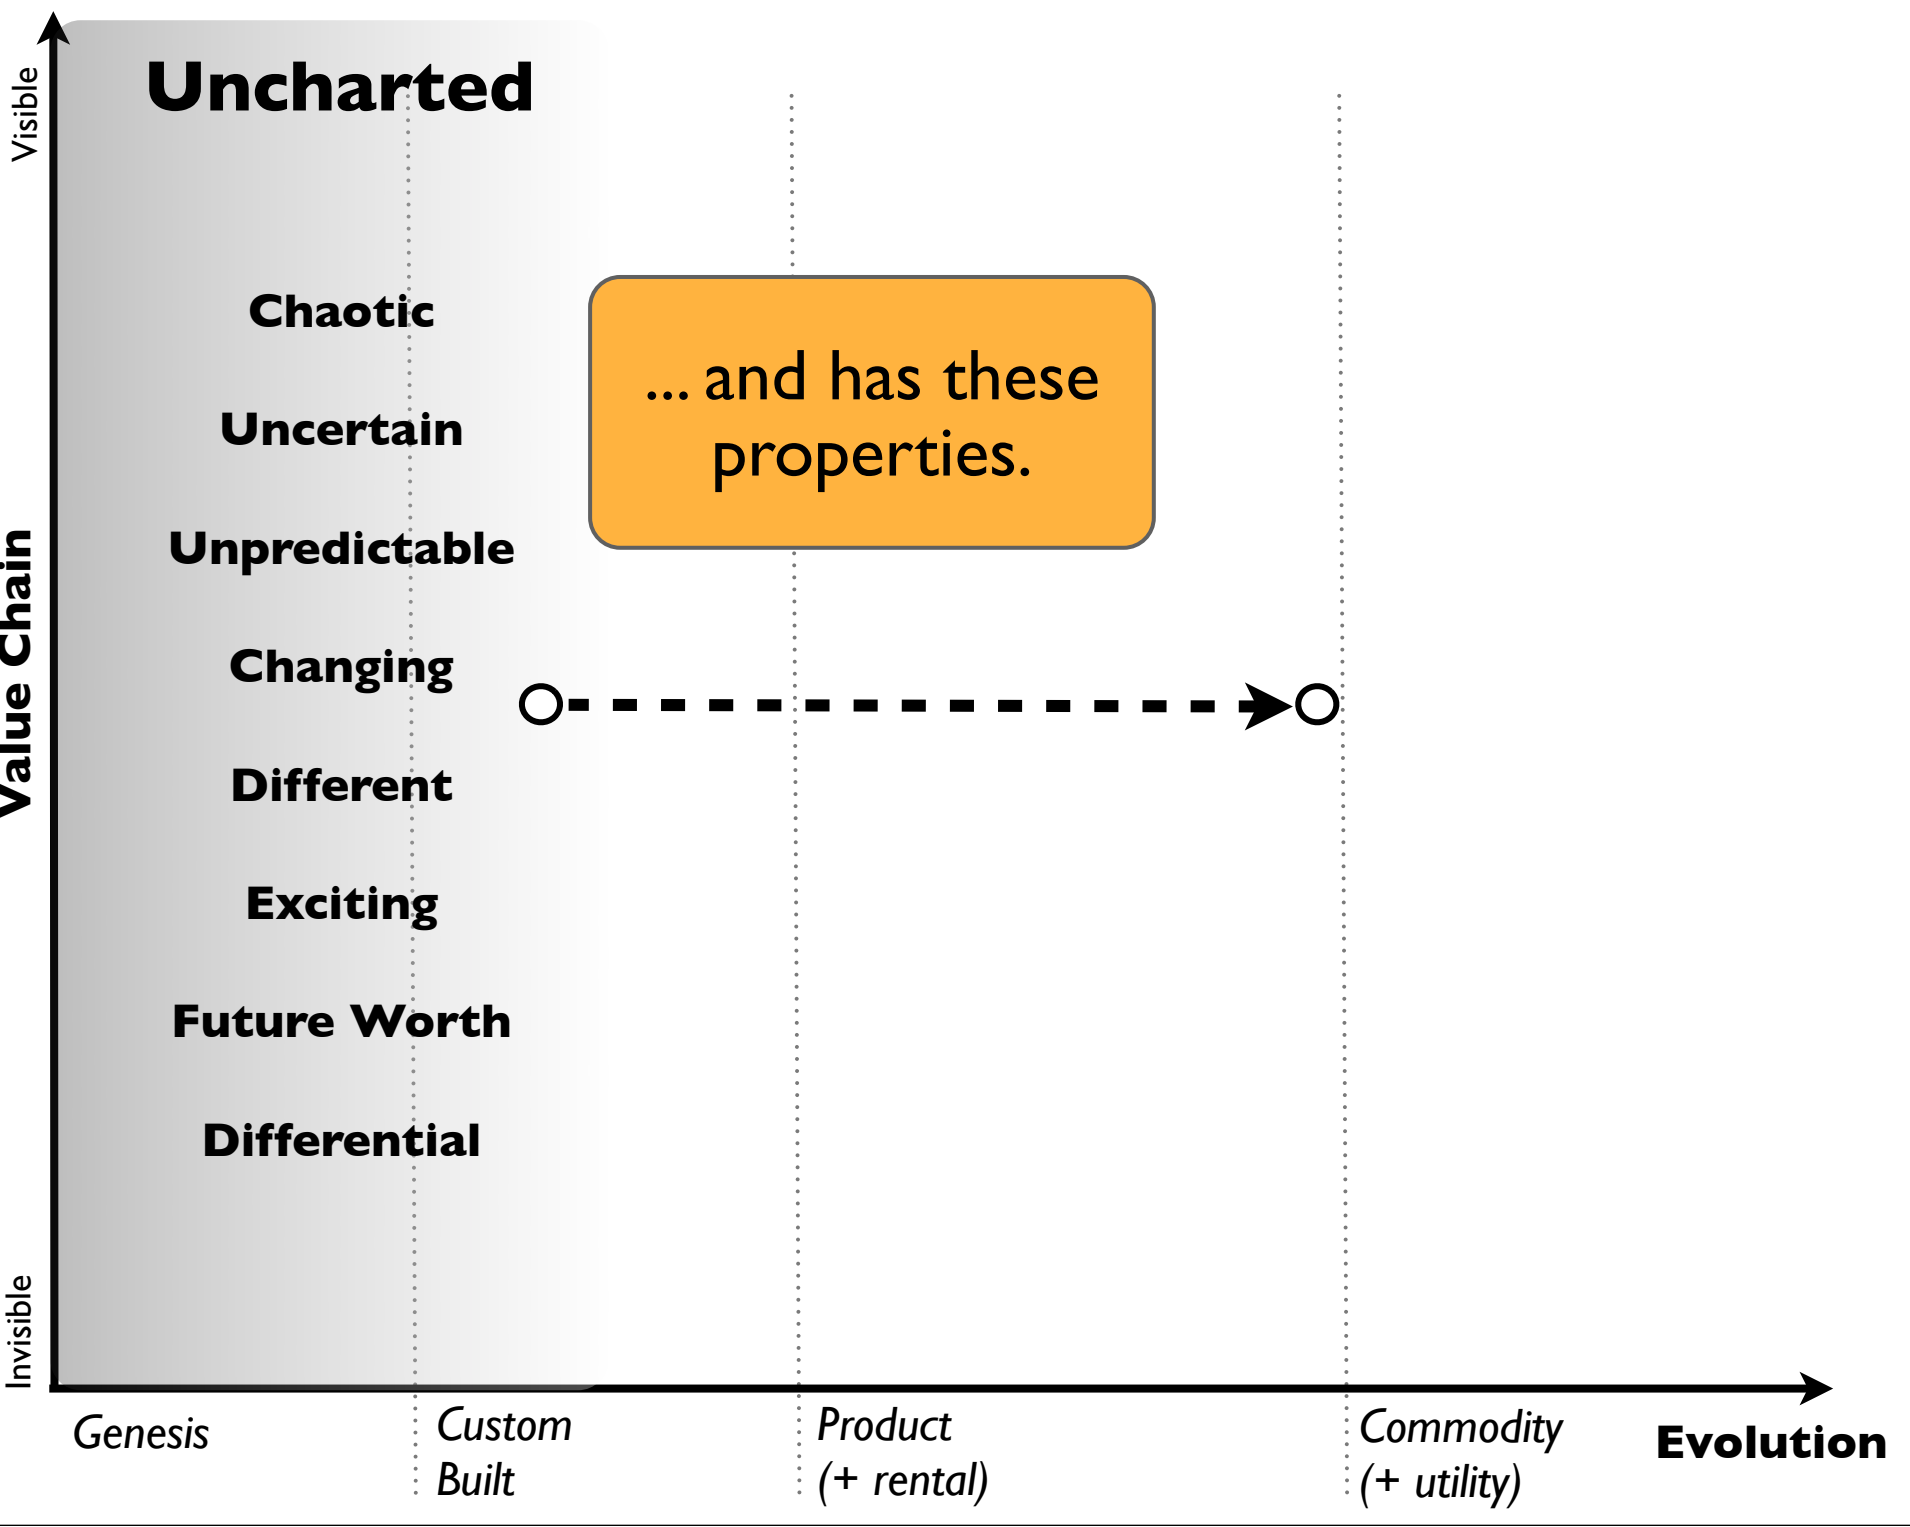 Uncharted
Visible
Chaotic
... and has these
properties.
Uncertain
Unpredictable
Value Chain
Changing
Different
Exciting
Future Worth
Differential
Invisible
Genesis
Custom
Built
Product
(+ rental)
Commodity
(+ utility)
Evolution